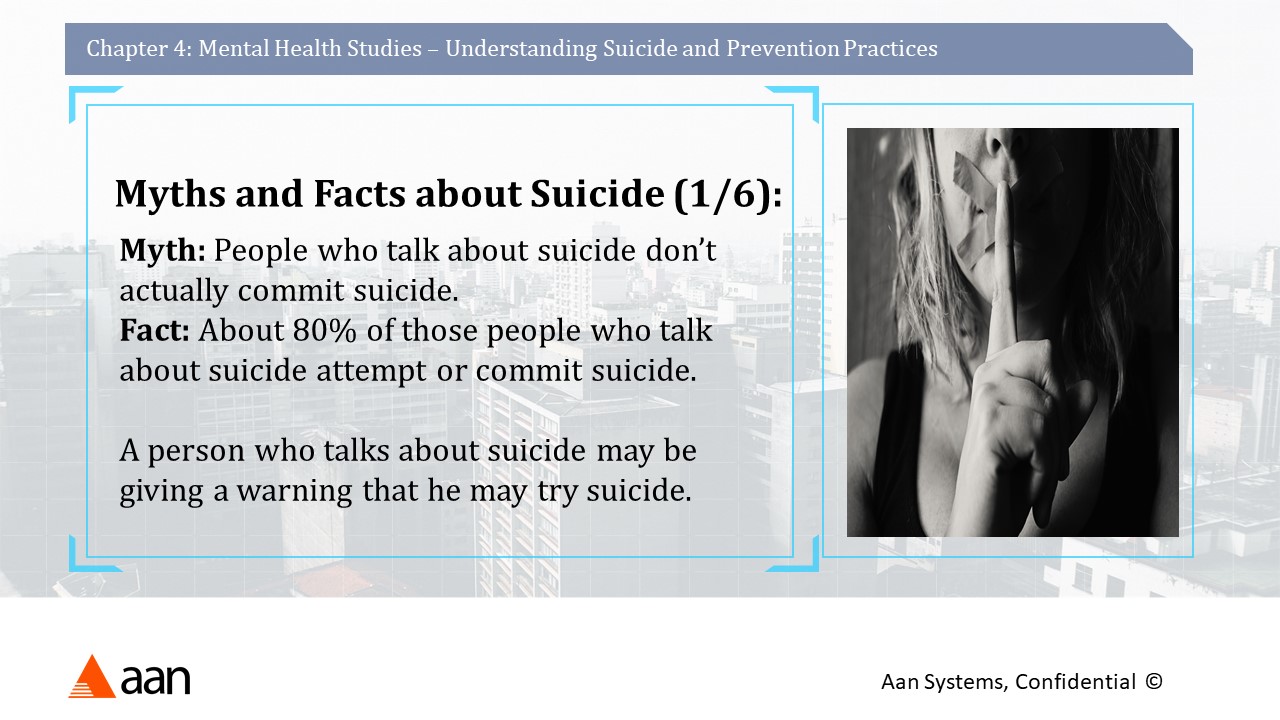 Chapter 4: Mental Health Studies – Understanding Suicide and Prevention Practices
Myths and Facts about Suicide (1/6):
Myth: People who talk about suicide don’t
actually commit suicide.
Fact: About 80% of those people who talk
about suicide attempt or commit suicide.
A person who talks about suicide may be
giving a warning that he may try suicide.
aan
Aan Systems, Confidential ©